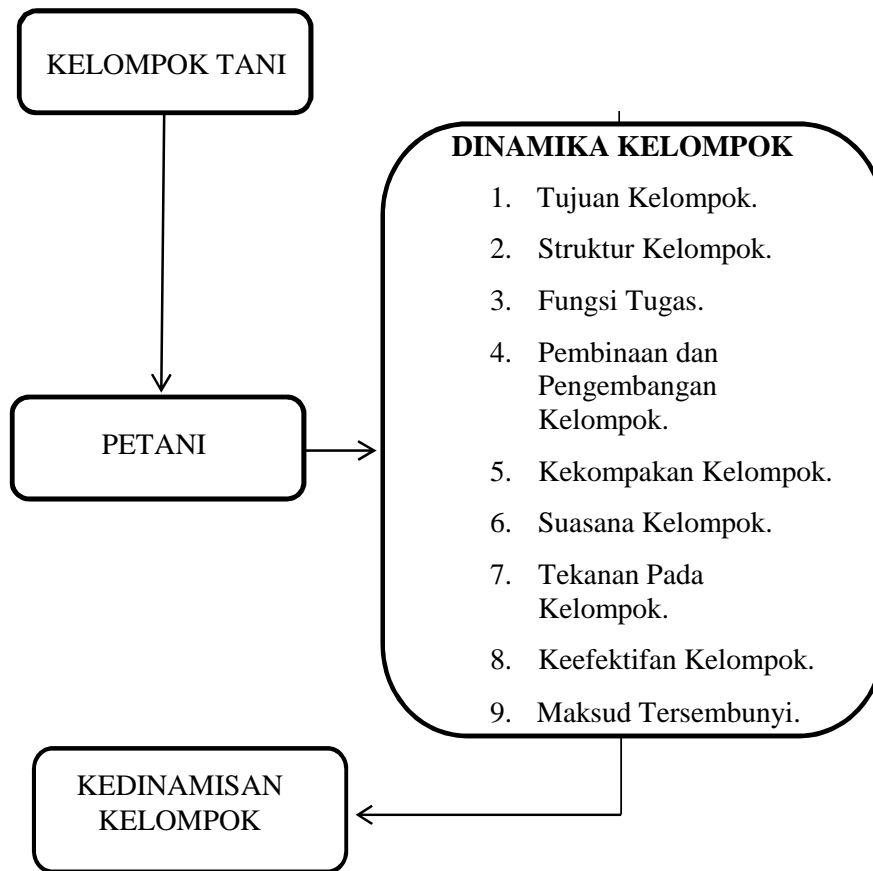 KELOMPOK TANI
DINAMIKA KELOMPOK
1. Tujuan Kelompok.
2. Struktur Kelompok.
3. Fungsi Tugas.
4. Pembinaan dan
Pengembangan
Kelompok.
PETANI
5. Kekompakan Kelompok.
6. Suasana Kelompok.
7. Tekanan Pada
Kelompok.
8. Keefektifan Kelompok.
9. Maksud Tersembunyi.
KEDINAMISAN
KELOMPOK